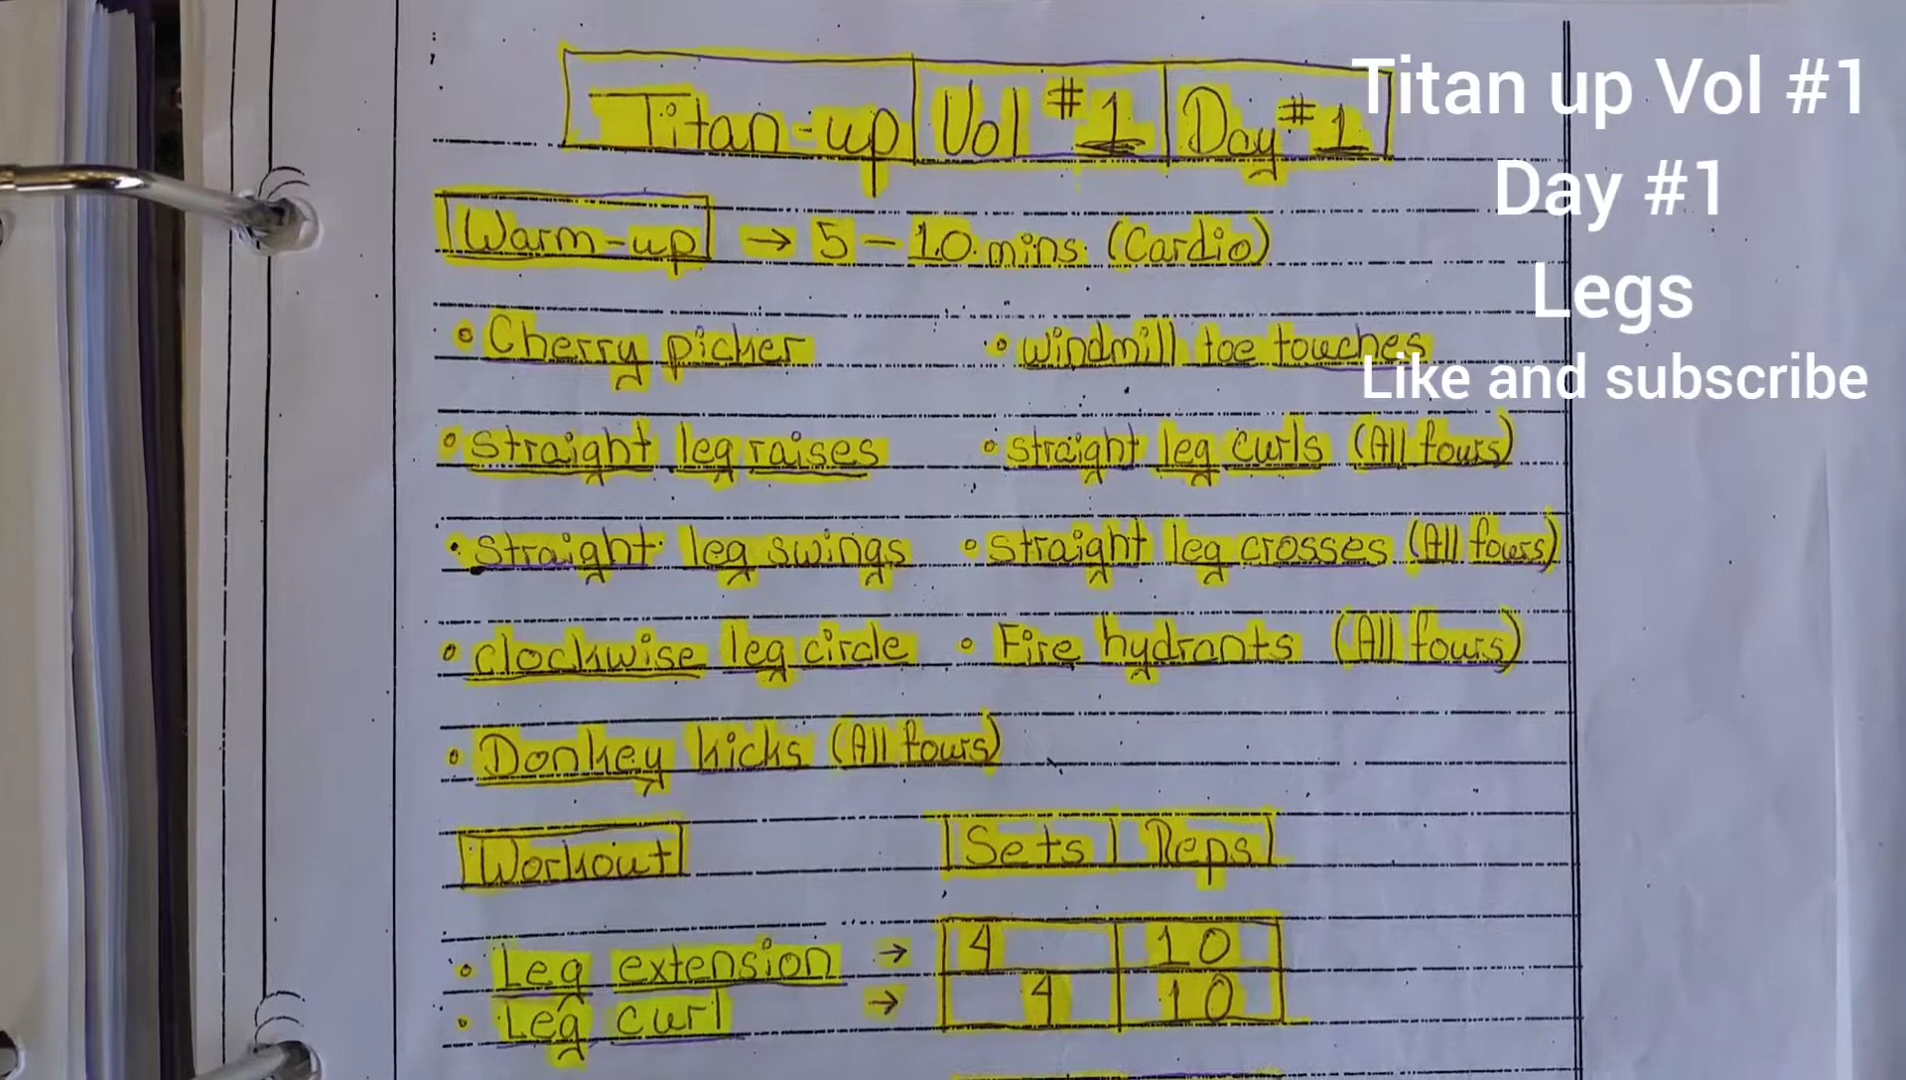 Titan-up Vol #1 Day #1
Warm-up → 5 - 10 mins (Cardio)
• Cherry picker • windmill toe touches
• straight leg raises • straight leg curls (All fours)
• straight leg swings • straight leg crosses (All fours)
• clockwise leg circle • Fire hydrants (All fours)
• Donkey kicks (All fours)
Workout Sets Reps
• Leg extension → 4 10
• Leg curl → 4 10
Titan up Vol #1
Day #1
Legs
Like and subscribe